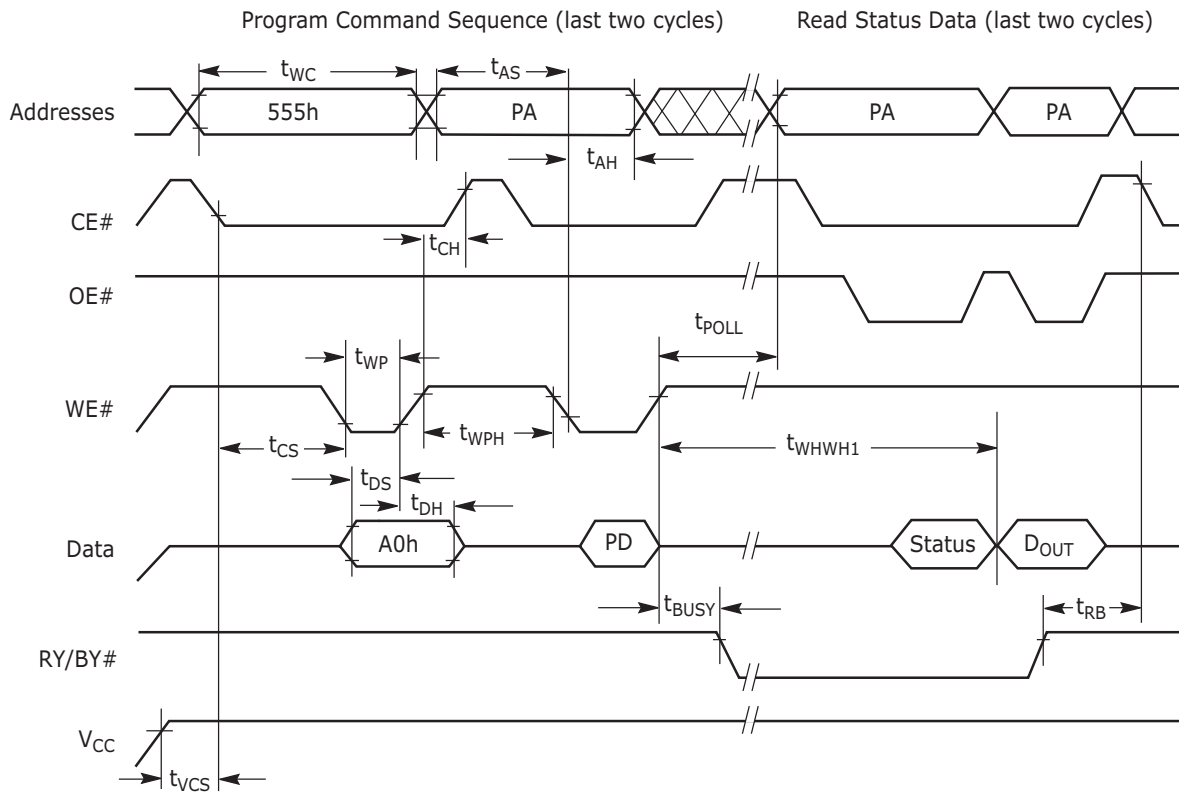 Program Command Sequence (last two cycles) Read Status Data (last two cycles)
tWC tAS
Addresses 555h PA PA PA
tAH
CE#
tCH
OE#
tPOLL
tWP
WE#
tWPH
tCS tWHWH1
tDS
tDH
Data A0h PD Status DOUT
tBUSY tRB
RY/BY#
VCC
tVCS